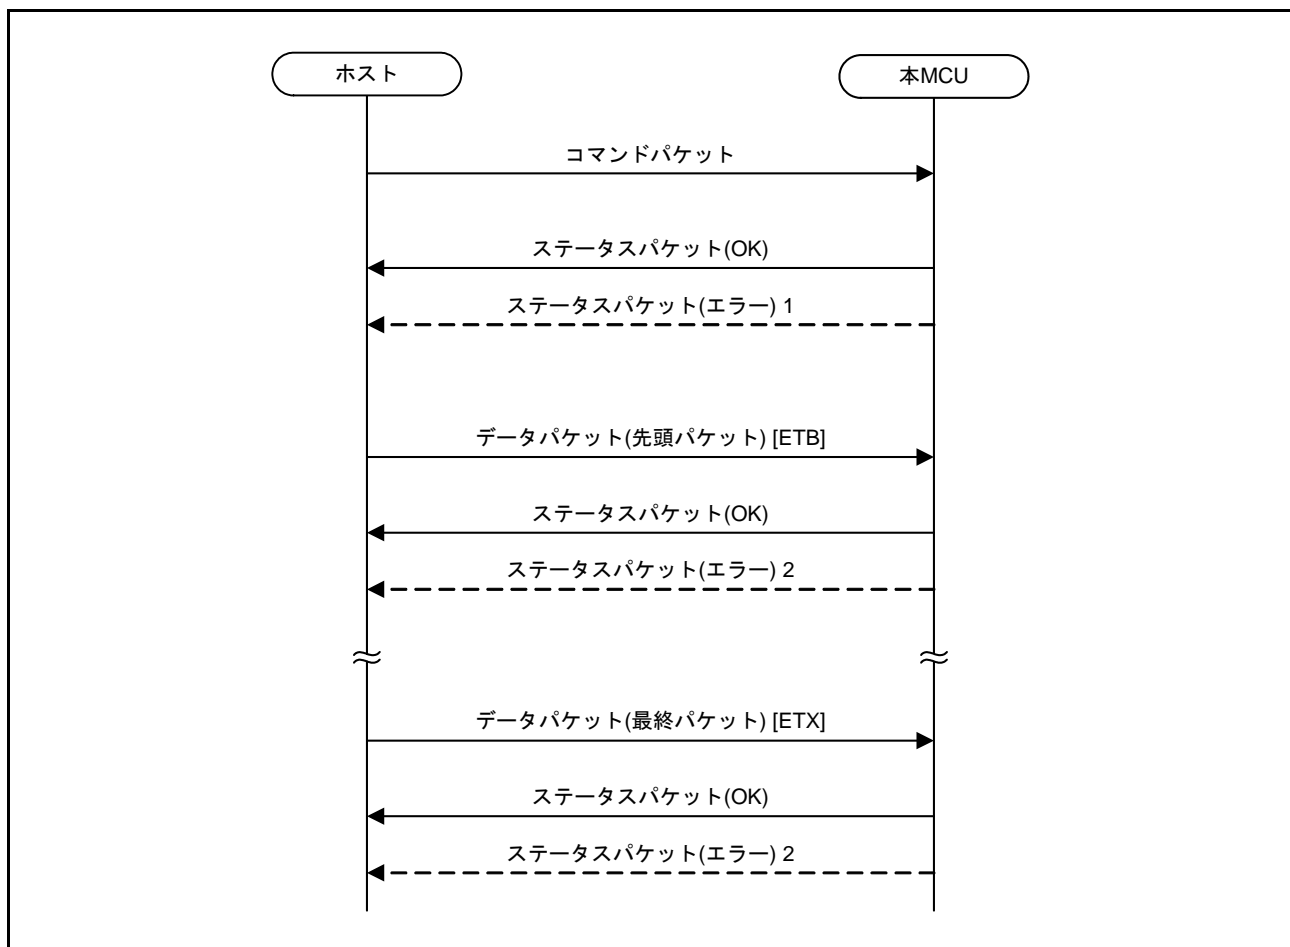 ホスト
本MCU
コマンドパケット
ステータスパケット(OK)
ステータスパケット(エラー) 1
データパケット(先頭パケット) [ETB]
ステータスパケット(OK)
ステータスパケット(エラー) 2
データパケット(最終パケット) [ETX]
ステータスパケット(OK)
ステータスパケット(エラー) 2